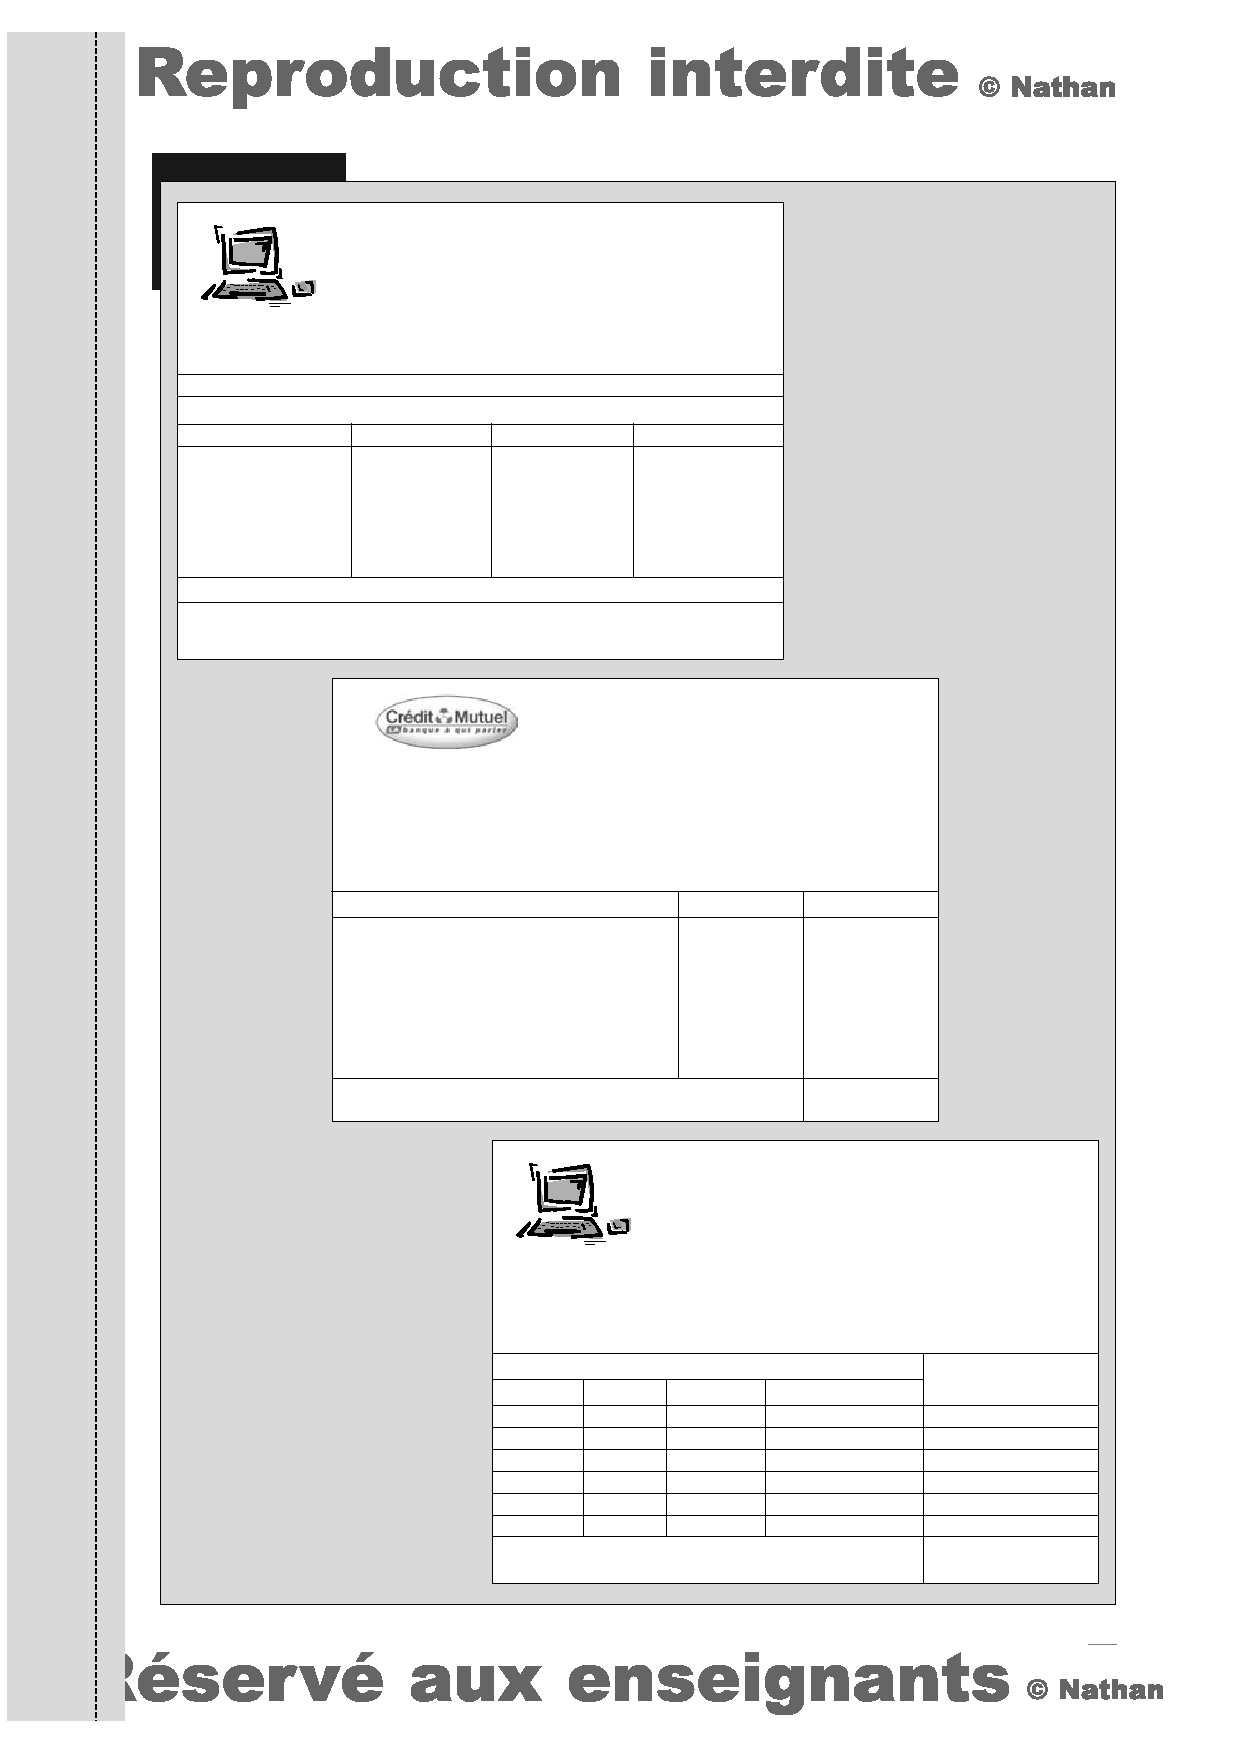 Reproduction interdite © Nathan
Crédit Mutuel
LA banque à qui parler
Réservé aux enseignants © Nathan